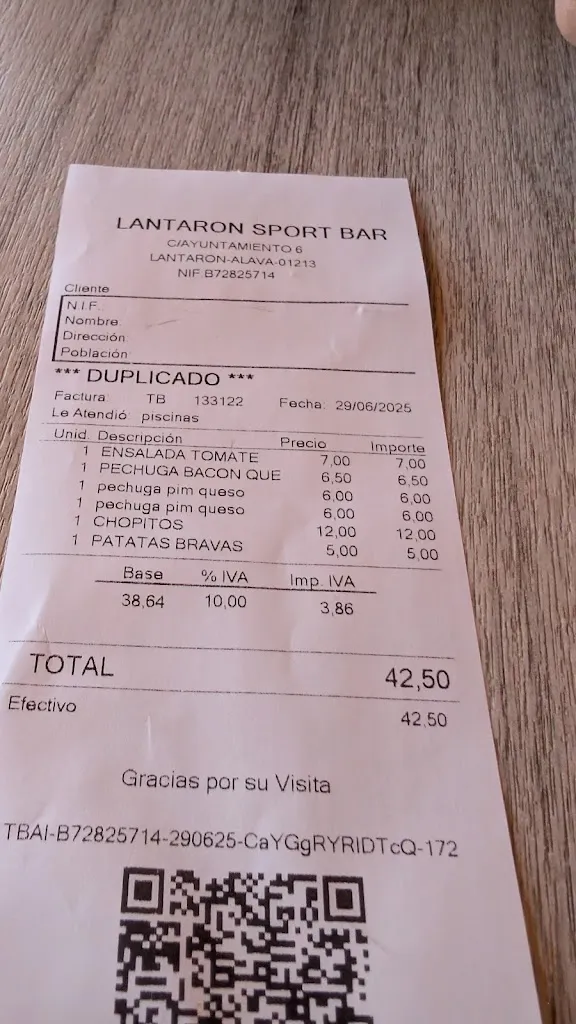 LANTARON SPORT BAR
C/AYUNTAMIENTO 6
LANTARON-ALAVA-01213
NIF.B72825714
Cliente
N.I.F.:
Nombre:
Dirección:
Población:
*** DUPLICADO ***
Factura: TB 133122 Fecha: 29/06/2025
Le Atendió: piscinas
Unid. Descripción Precio Importe
1 ENSALADA TOMATE 7,00 7,00
1 PECHUGA BACON QUE 6,50 6,50
1 pechuga pim queso 6,00 6,00
1 pechuga pim queso 6,00 6,00
1 CHOPITOS 12,00 12,00
1 PATATAS BRAVAS 5,00 5,00
Base % IVA Imp. IVA
38,64 10,00 3,86
TOTAL 42,50
Efectivo 42,50
Gracias por su Visita
TBAI-B72825714-290625-CaYGgRYRIDTcQ-172